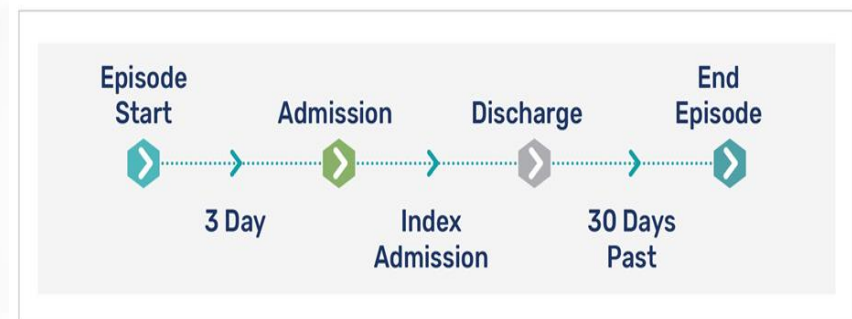 Episode
Start
Admission
Discharge
End
Episode
3 Day
Index
Admission
30 Days
Past